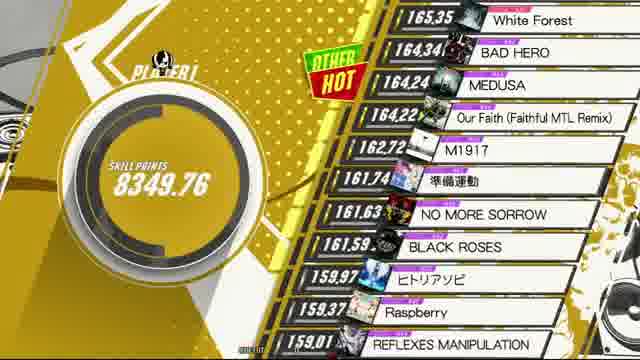 PLAYER 1
SKILL POINTS
8349.76
OTHER
HOT
165,35 White Forest
164,34 BAD HERO
164,24 MEDUSA
164,22 Our Faith (Faithful MTL Remix)
162,72 M1917
161,74 準備運動
161,63 NO MORE SORROW
161,59 BLACK ROSES
159,97 ヒトリアソビ
159,37 Raspberry
159,01 REFLEXES MANIPULATION